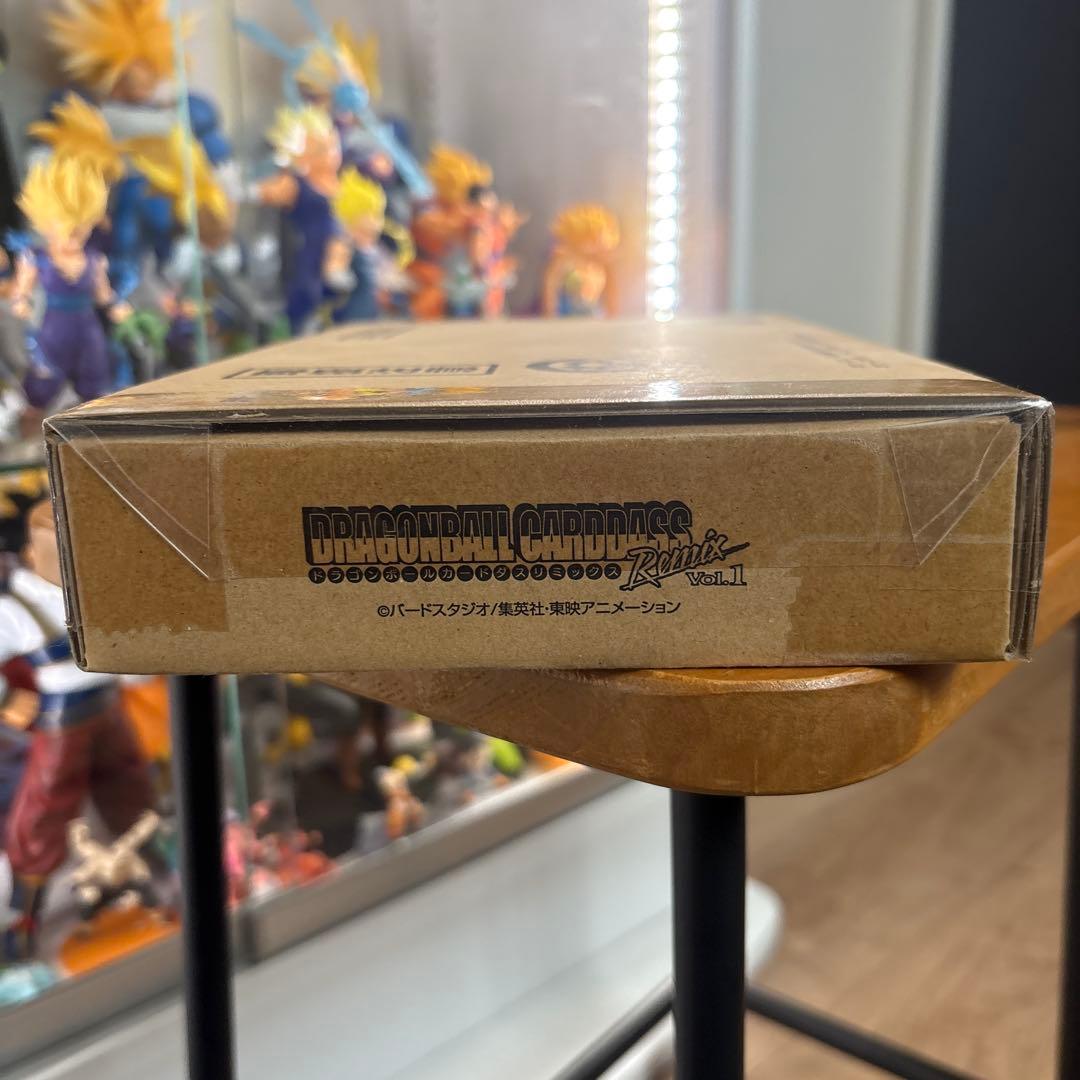 DRAGONBALL CARDDASS
Remix
ドラゴンボールカードダスリミックス
Vol.1
©バードスタジオ/集英社・東映アニメーション